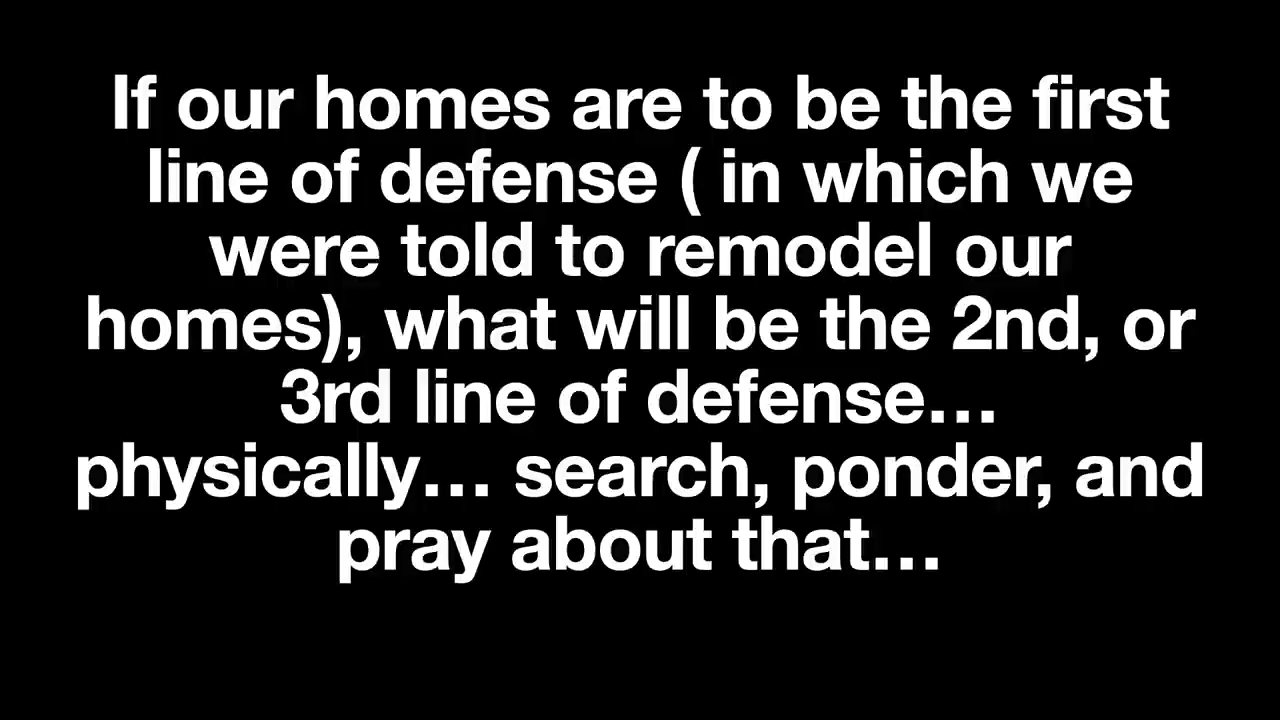 If our homes are to be the first
line of defense ( in which we
were told to remodel our
homes), what will be the 2nd, or
3rd line of defense…
physically… search, ponder, and
pray about that…